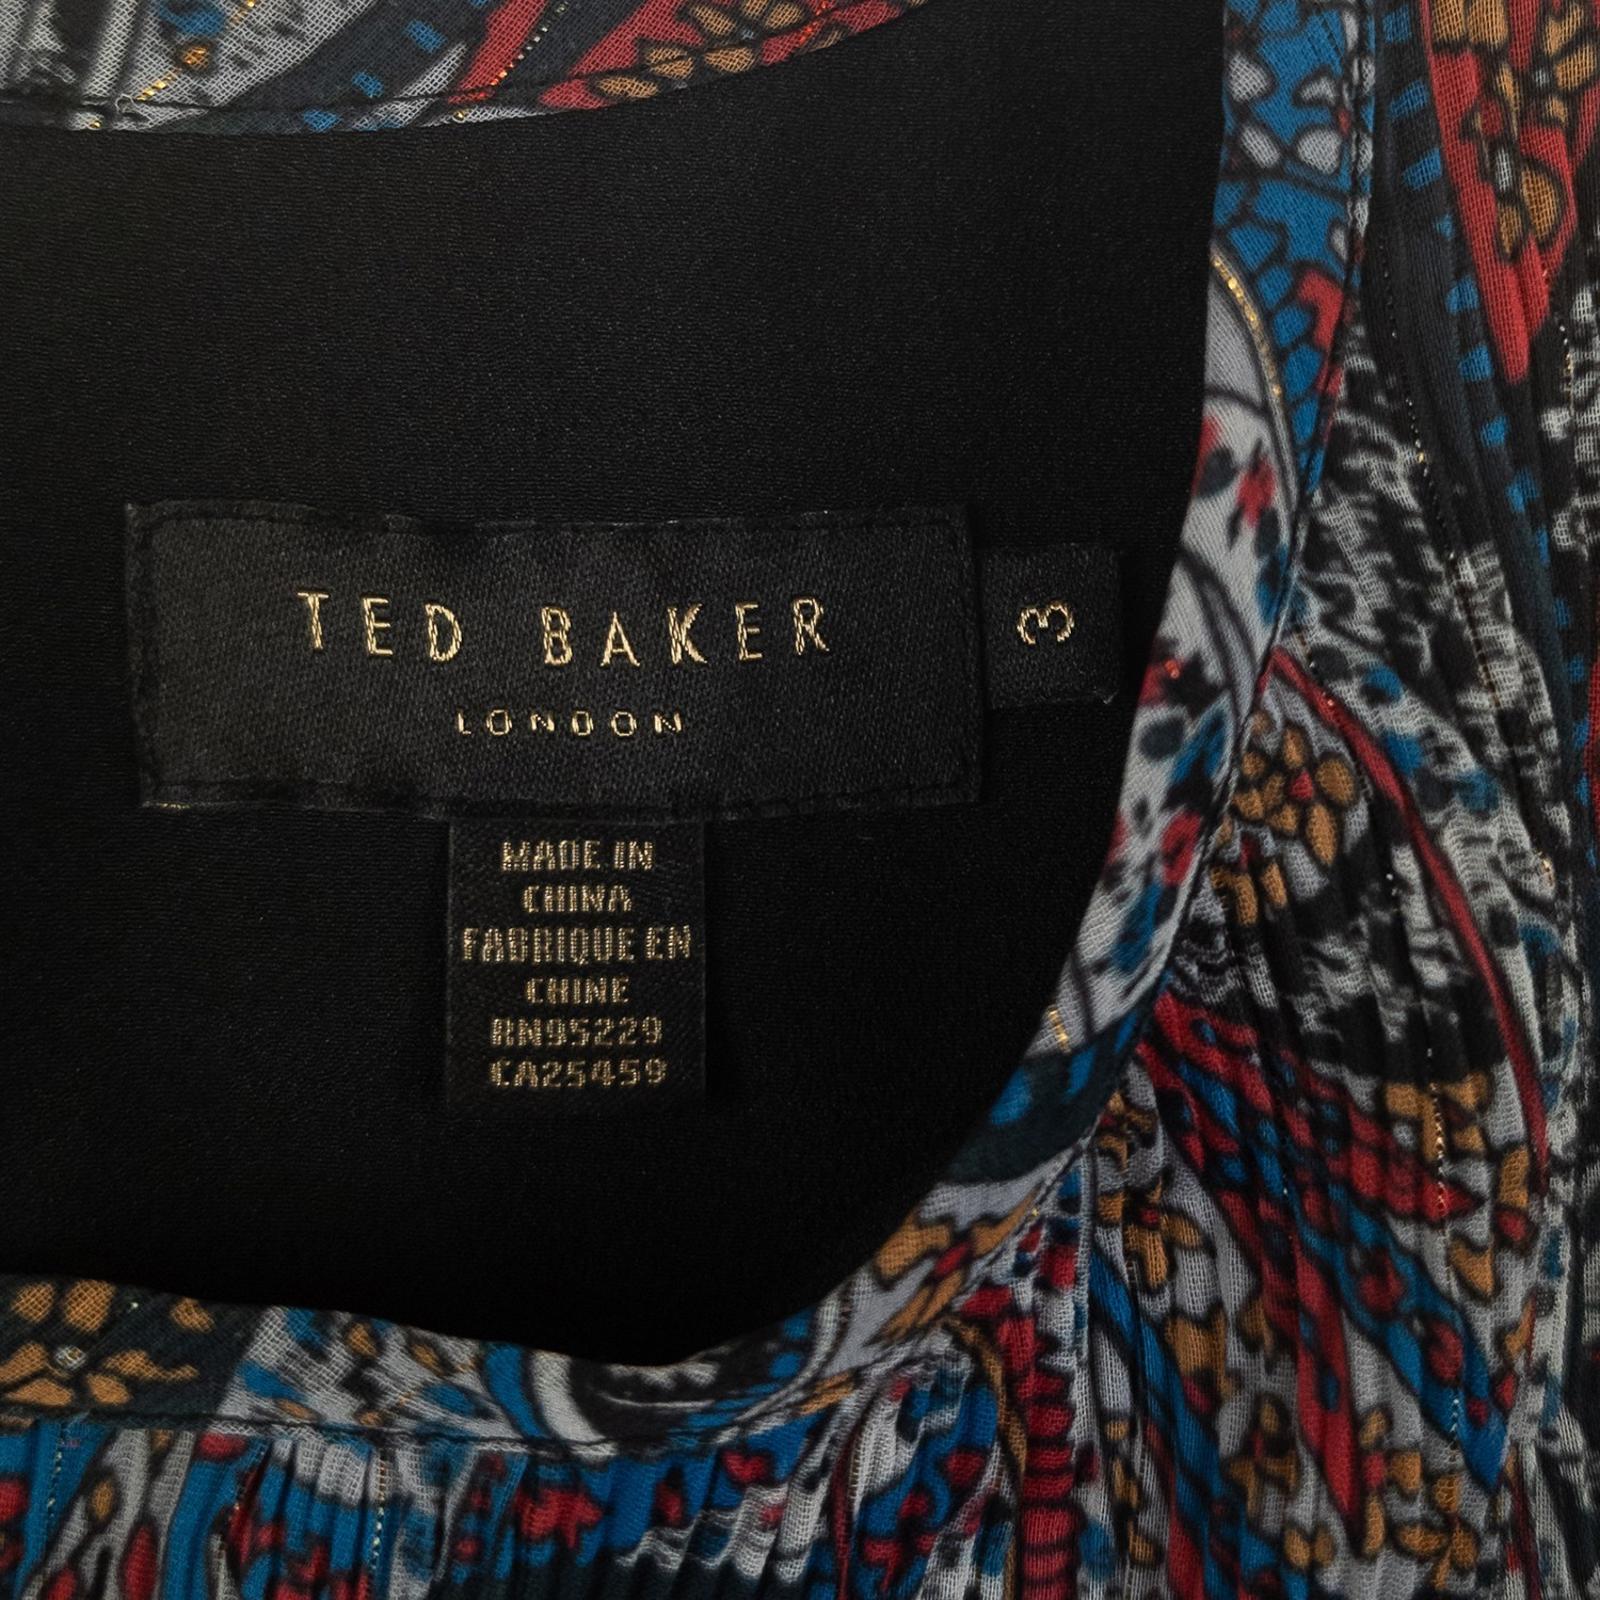 TED BAKER
LONDON
3
MADE IN
CHINA
FABRIQUE EN
CHINE
RN95229
CA25459